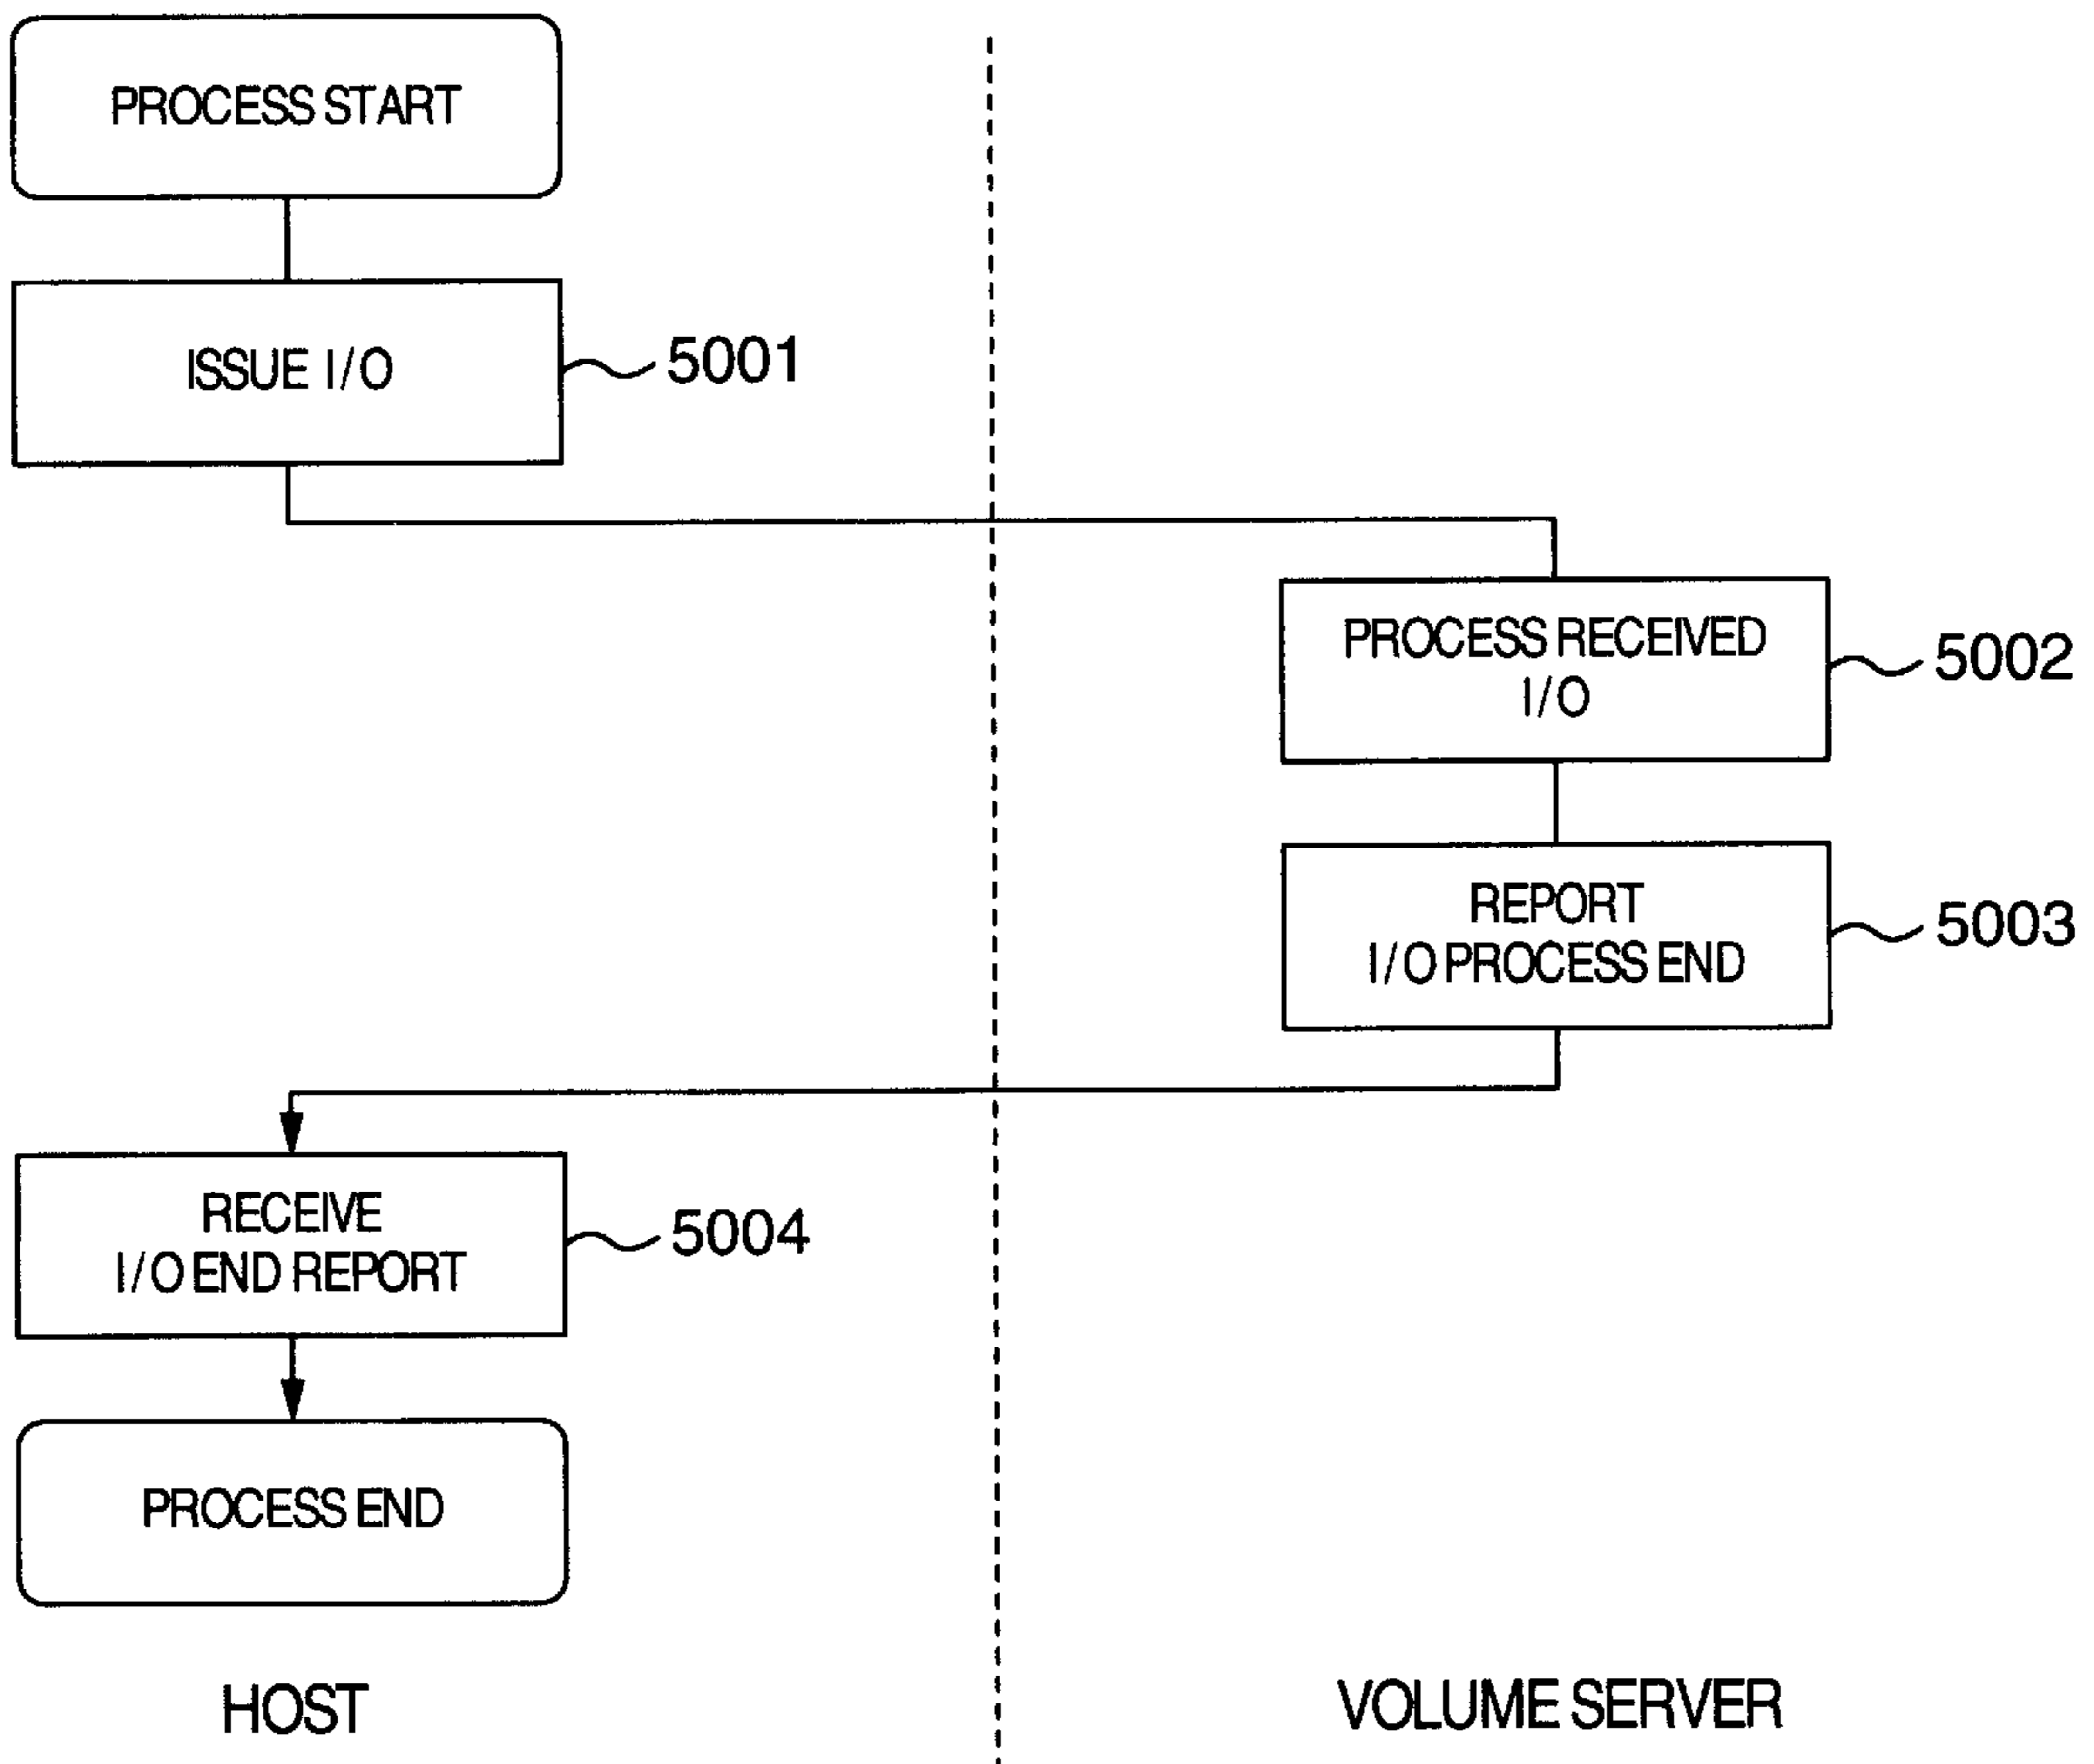 PROCESS START
ISSUE I/O
5001
PROCESS RECEIVED
I/O
5002
REPORT
I/O PROCESS END
5003
RECEIVE
I/O END REPORT
5004
PROCESS END
HOST
VOLUME SERVER